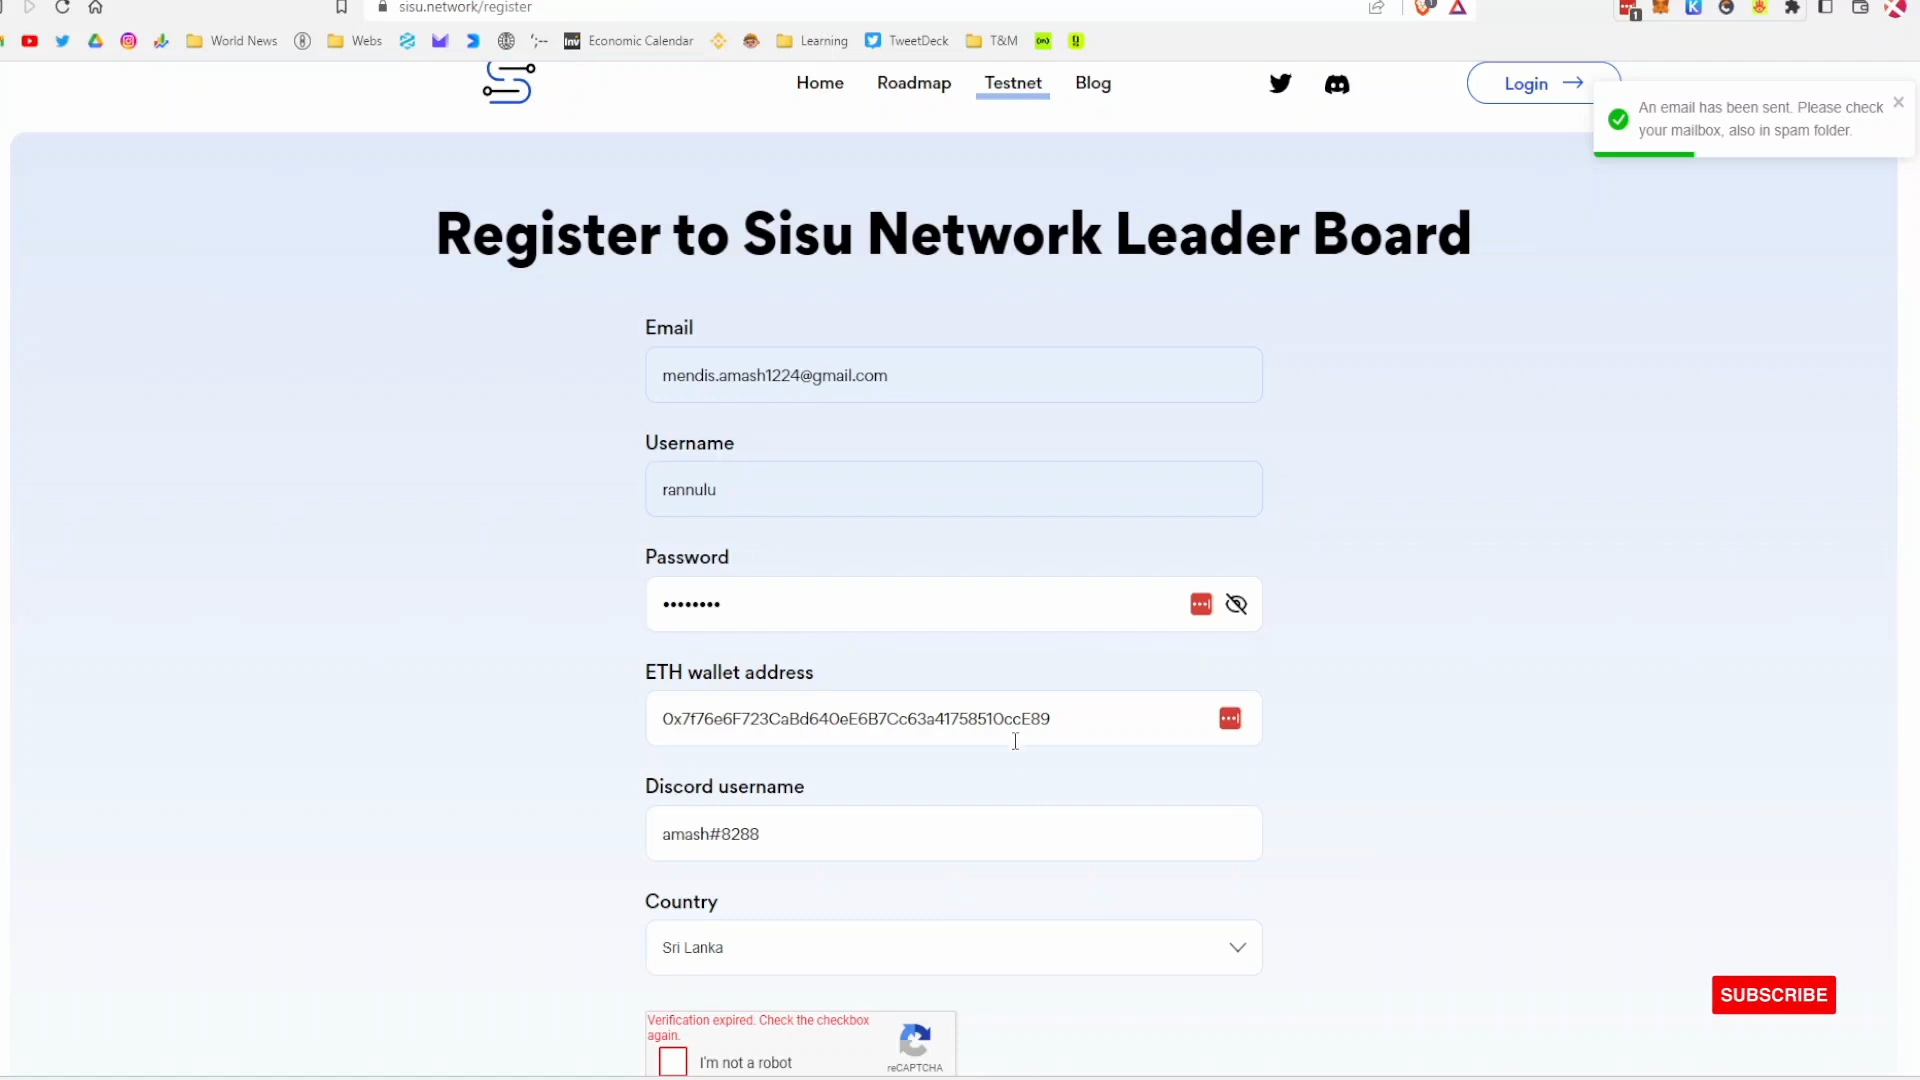 sisu.network/register
World News
Webs
Economic Calendar
Learning
TweetDeck
T&M
Home
Roadmap
Testnet
Blog
Login
An email has been sent. Please check
your mailbox, also in spam folder.
Register to Sisu Network Leader Board
Email
mendis.amash1224@gmail.com
Username
rannulu
Password
••••••••
ETH wallet address
0x7f76e6F723CaBd640eE6B7Cc63a41758510ccE89
Discord username
amash#8288
Country
Sri Lanka
Verification expired. Check the checkbox
again.
I'm not a robot
reCAPTCHA
SUBSCRIBE